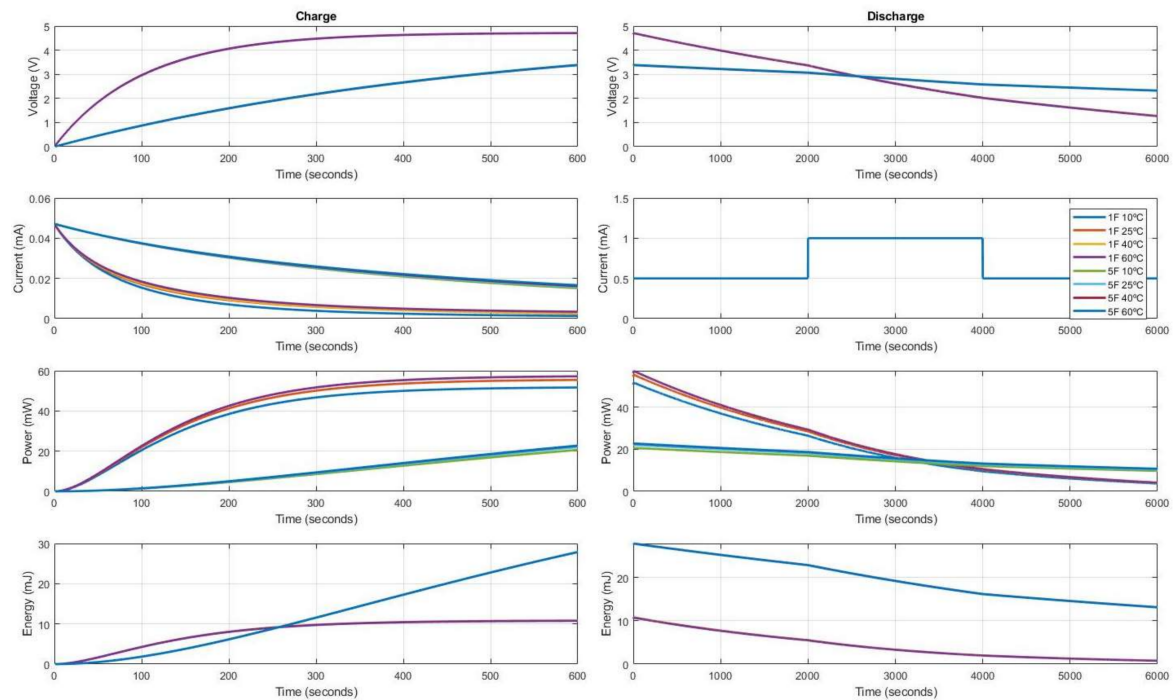 Charge
Discharge
5
4
3
2
1
0
Voltage (V)
0 100 200 300 400 500 600
Time (seconds)
5
4
3
2
1
0
Voltage (V)
0 1000 2000 3000 4000 5000 6000
Time (seconds)
0.06
0.04
0.02
0
Current (mA)
0 100 200 300 400 500 600
Time (seconds)
1.5
1
0.5
0
Current (mA)
0 1000 2000 3000 4000 5000 6000
Time (seconds)
1F 10ºC
1F 25ºC
1F 40ºC
1F 60ºC
5F 10ºC
5F 25ºC
5F 40ºC
5F 60ºC
60
40
20
0
Power (mW)
0 100 200 300 400 500 600
Time (seconds)
40
20
0
Power (mW)
0 1000 2000 3000 4000 5000 6000
Time (seconds)
30
20
10
0
Energy (mJ)
0 100 200 300 400 500 600
Time (seconds)
20
10
0
Energy (mJ)
0 1000 2000 3000 4000 5000 6000
Time (seconds)